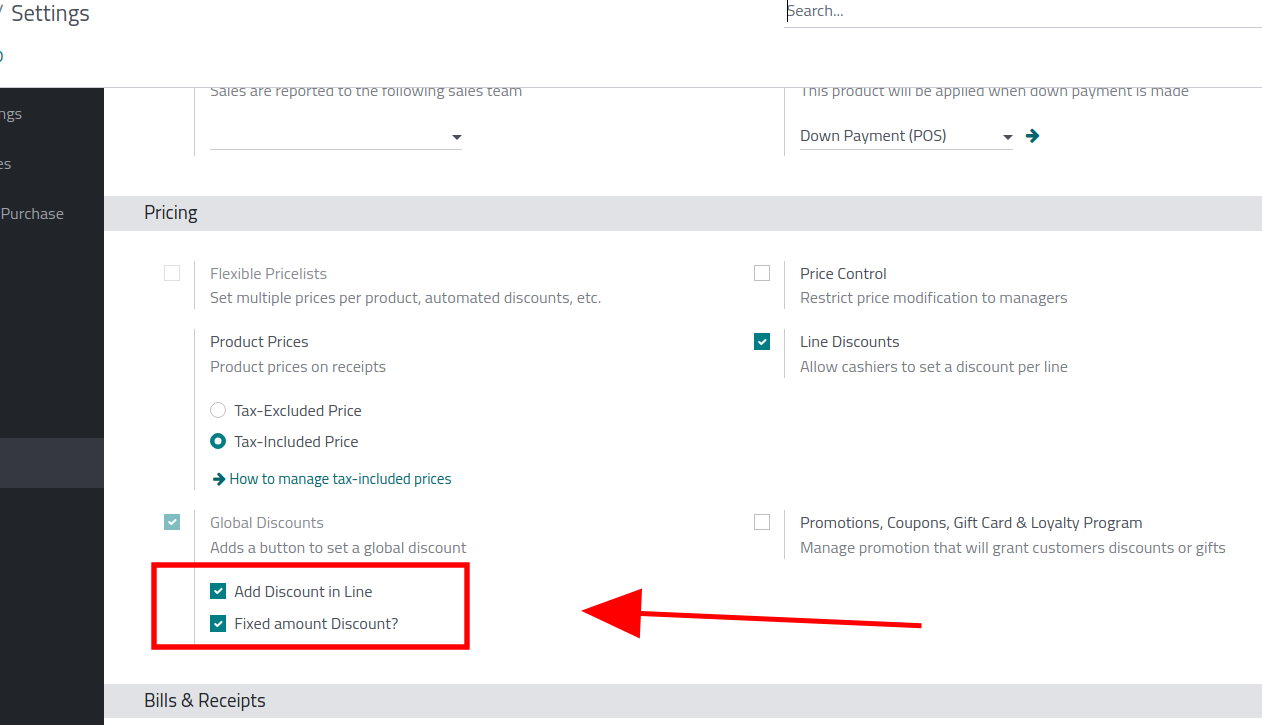 / Settings
Search...
ngs
es
Purchase
Sales are reported to the following sales team
This product will be applied when down payment is made
Down Payment (POS)
Pricing
Flexible Pricelists
Set multiple prices per product, automated discounts, etc.
Price Control
Restrict price modification to managers
Product Prices
Product prices on receipts
Line Discounts
Allow cashiers to set a discount per line
Tax-Excluded Price
Tax-Included Price
How to manage tax-included prices
Global Discounts
Adds a button to set a global discount
Promotions, Coupons, Gift Card & Loyalty Program
Manage promotion that will grant customers discounts or gifts
Add Discount in Line
Fixed amount Discount?
Bills & Receipts